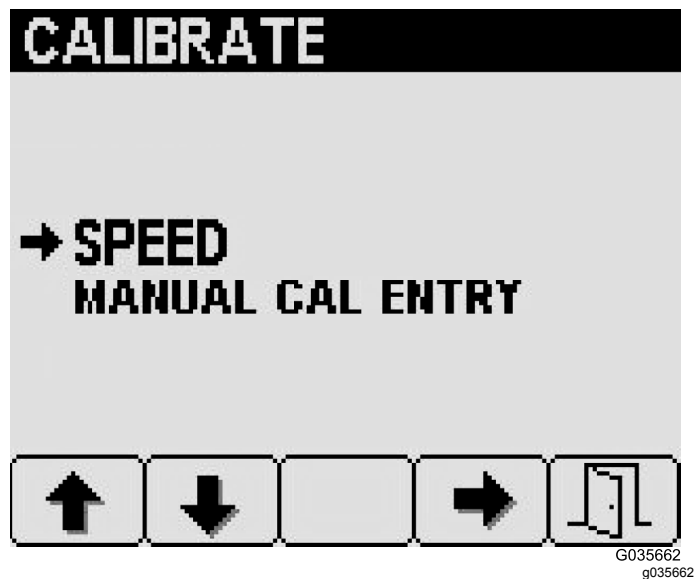 CALIBRATE
SPEED
MANUAL CAL ENTRY
G035662
g035662